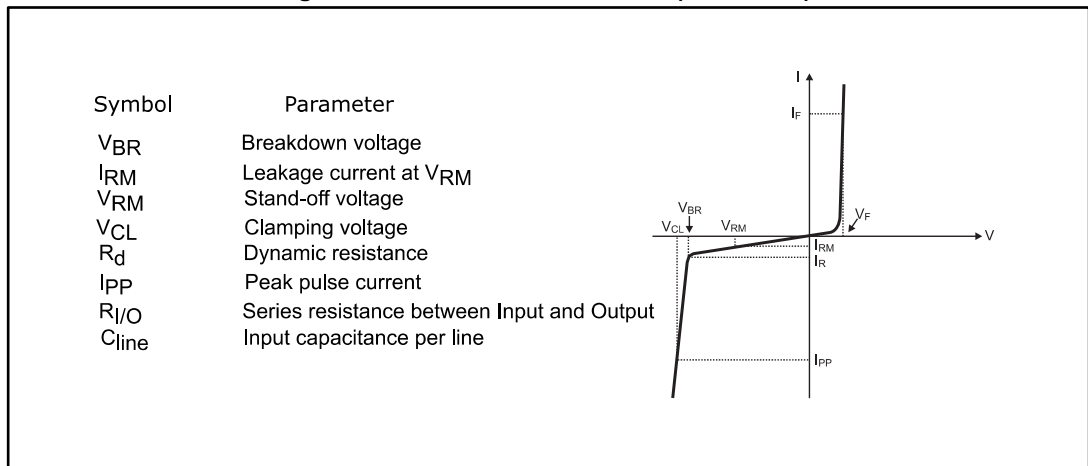 Symbol Parameter
VBR Breakdown voltage
IRM Leakage current at VRM
VRM Stand-off voltage
VCL Clamping voltage
Rd Dynamic resistance
IPP Peak pulse current
RI/O Series resistance between Input and Output
Cline Input capacitance per line
I
IF
VBR
VCL
VRM
VF
V
IRM
IR
IPP